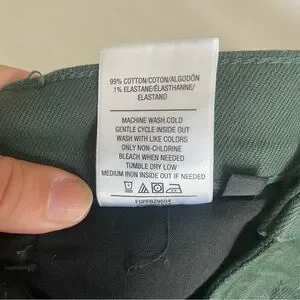 99% COTTON/COTON/ALGODÓN
1% ELASTANE/ÉLASTHANNE/
ELASTANO
MACHINE WASH COLD
GENTLE CYCLE INSIDE OUT
WASH WITH LIKE COLORS
ONLY NON-CHLORINE
BLEACH WHEN NEEDED
TUMBLE DRY LOW
MEDIUM IRON INSIDE OUT IF NEEDED